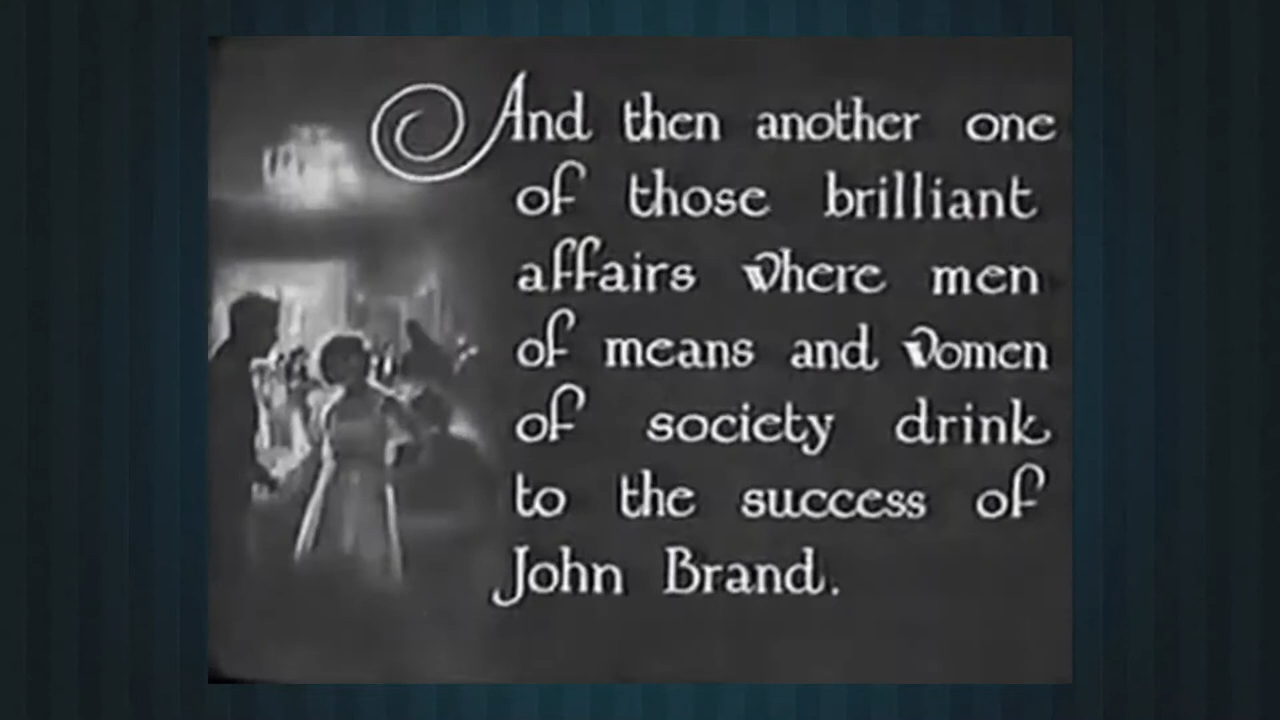 And then another one
of those brilliant
affairs where men
of means and women
of society drink
to the success of
John Brand.